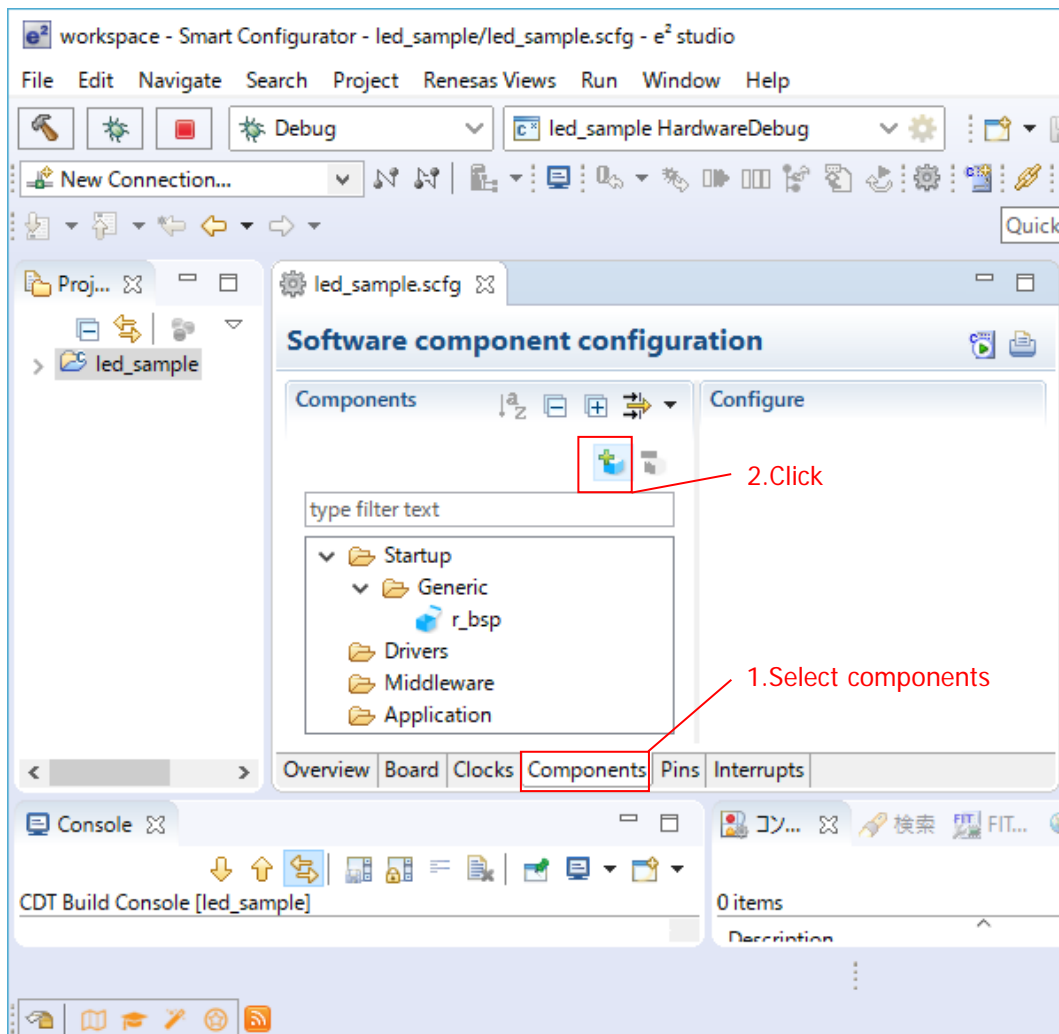 e² workspace - Smart Configurator - led_sample/led_sample.scfg - e² studio
File Edit Navigate Search Project Renesas Views Run Window Help
Debug led_sample HardwareDebug
New Connection...
Quick
Proj... led_sample.scfg
Software component configuration
led_sample
Components Configure
2.Click
type filter text
Startup
Generic
r_bsp
Drivers
Middleware
1.Select components
Application
Overview Board Clocks Components Pins Interrupts
Console コン... 検索 FIT FIT...
CDT Build Console [led_sample] 0 items
Description